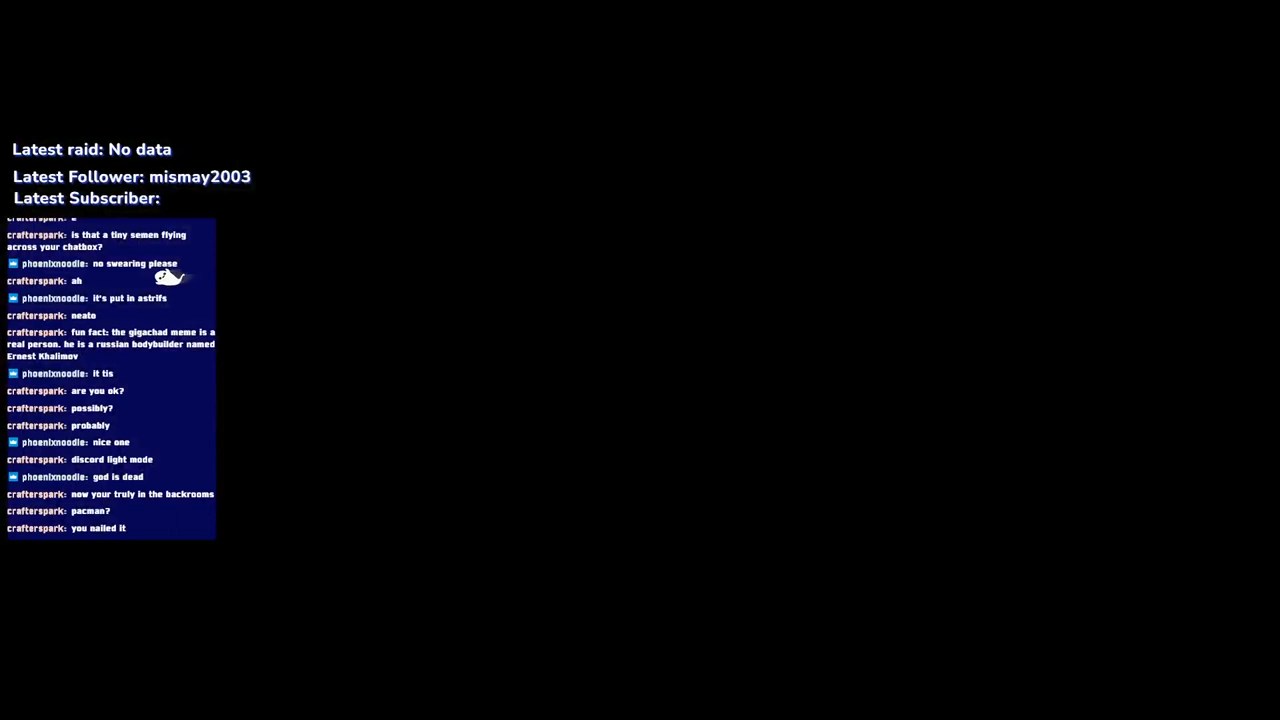 Latest raid: No data
Latest Follower: mismay2003
Latest Subscriber:
crafterspark: is that a tiny semen flying
across your chatbox?
phoenixnoodle: no swearing please
crafterspark: ah
phoenixnoodle: it's put in astrifs
crafterspark: neato
crafterspark: fun fact: the gigachad meme is a
real person. he is a russian bodybuilder named
Ernest Khalimov
phoenixnoodle: it tis
crafterspark: are you ok?
crafterspark: possibly?
crafterspark: probably
phoenixnoodle: nice one
crafterspark: discord light mode
phoenixnoodle: god is dead
crafterspark: now your truly in the backrooms
crafterspark: pacman?
crafterspark: you nailed it